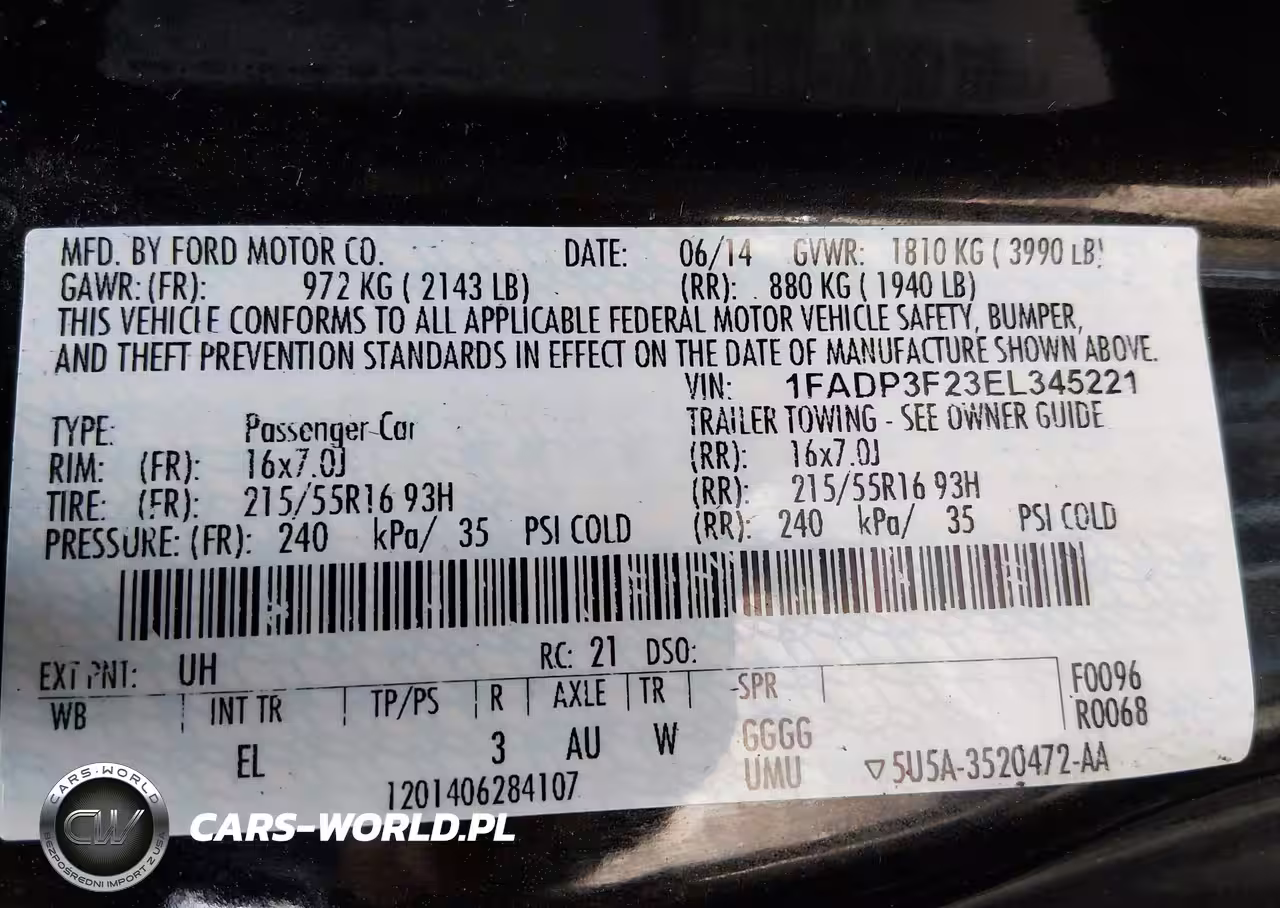 MFD. BY FORD MOTOR CO. DATE: 06/14 GVWR: 1810 KG ( 3990 LB)
GAWR: (FR): 972 KG ( 2143 LB) (RR): 880 KG ( 1940 LB)
THIS VEHICLE CONFORMS TO ALL APPLICABLE FEDERAL MOTOR VEHICLE SAFETY, BUMPER,
AND THEFT PREVENTION STANDARDS IN EFFECT ON THE DATE OF MANUFACTURE SHOWN ABOVE.
VIN: 1FADP3F23EL345221
TYPE: Passenger Car TRAILER TOWING - SEE OWNER GUIDE
RIM: (FR): 16x7.0J (RR): 16x7.0J
TIRE: (FR): 215/55R16 93H (RR): 215/55R16 93H
PRESSURE: (FR): 240 kPa/ 35 PSI COLD (RR): 240 kPa/ 35 PSI COLD
EXT PNT: UH RC: 21 DSO:
WB INT TR TP/PS R AXLE TR SPR F0096
R0068
EL 3 AU W GGGG
UMU
1201406284107 ▽5U5A-3520472-AA
CARS-WORLD
CW
BEZPOŚREDNI IMPORT Z USA
CARS-WORLD.PL